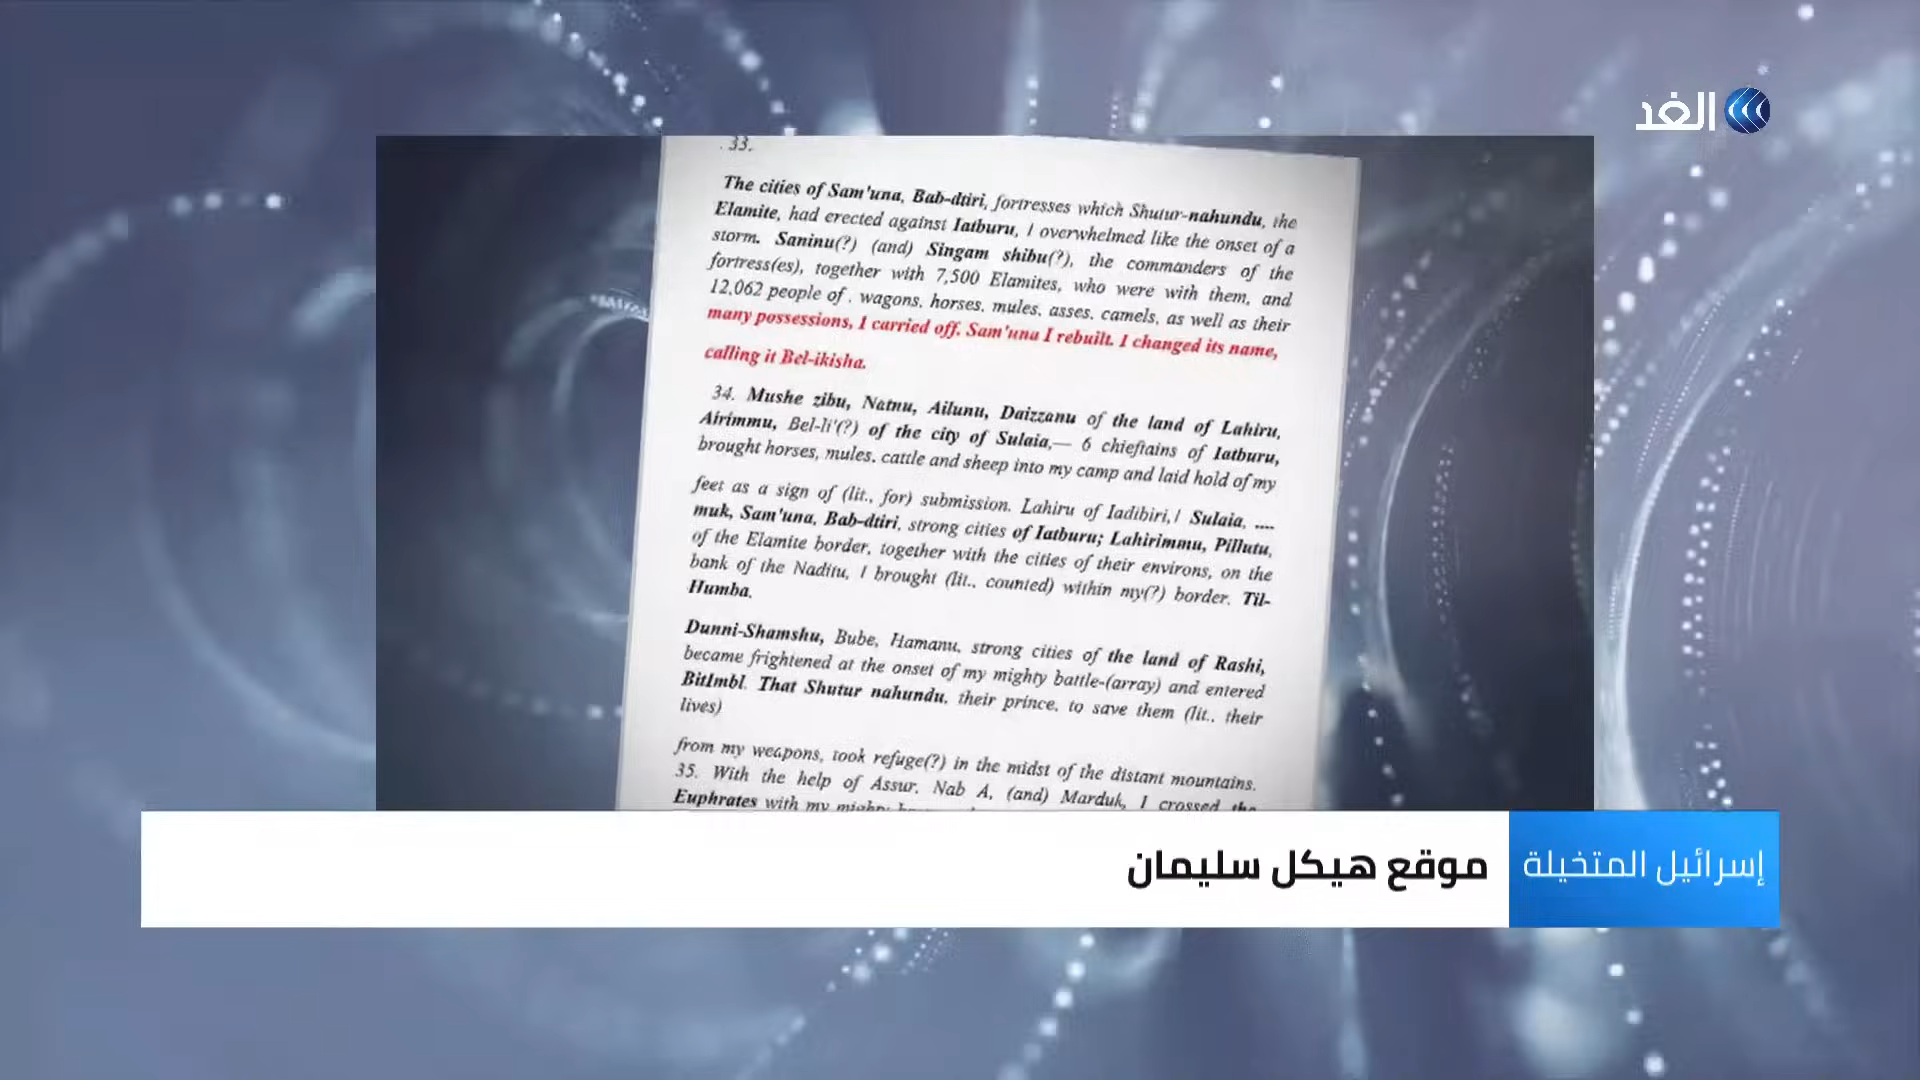 الغد
. 33.
The cities of Sam'una, Bab-dtiri, fortresses which Shutur-nahundu, the
Elamite, had erected against Iatburu, I overwhelmed like the onset of a
storm. Saninu(?) (and) Singam shibu(?), the commanders of the
fortress(es), together with 7,500 Elamites, who were with them, and
12,062 people of , wagons, horses, mules, asses, camels, as well as their
many possessions, I carried off. Sam'una I rebuilt. I changed its name,
calling it Bel-ikisha.
34. Mushe zibu, Natnu, Ailunu, Daizzanu of the land of Lahiru,
Airimmu, Bel-li'(?) of the city of Sulaia,— 6 chieftains of Iatburu,
brought horses, mules, cattle and sheep into my camp and laid hold of my
feet as a sign of (lit., for) submission. Lahiru of Iadibiri,/ Sulaia, ....
muk, Sam'una, Bab-dtiri, strong cities of Iatburu; Lahirimmu, Pillutu,
of the Elamite border, together with the cities of their environs, on the
bank of the Naditu, I brought (lit., counted) within my(?) border. Til-
Humba,
Dunni-Shamshu, Bube, Hamanu, strong cities of the land of Rashi,
became frightened at the onset of my mighty battle-(array) and entered
BitImbl. That Shutur nahundu, their prince, to save them (lit., their
lives)
from my weapons, took refuge(?) in the midst of the distant mountains.
35. With the help of Assur, Nab A, (and) Marduk, I crossed the
Euphrates with my mighty
إسرائيل المتخيلة
موقع هيكل سليمان